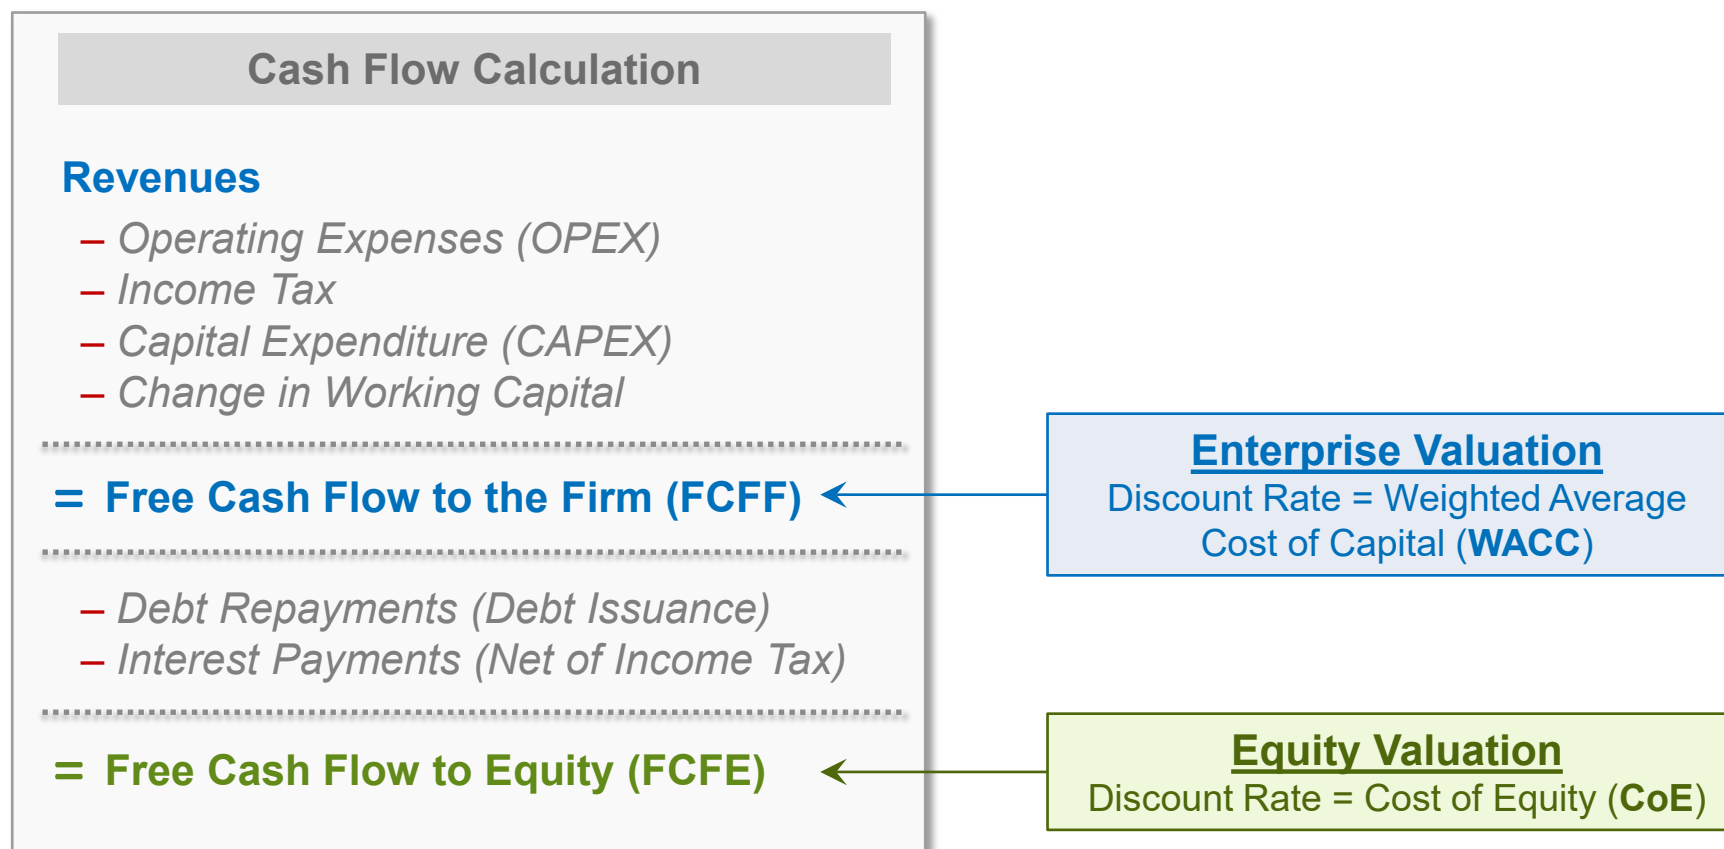 Cash Flow Calculation
Revenues
– Operating Expenses (OPEX)
– Income Tax
– Capital Expenditure (CAPEX)
– Change in Working Capital
= Free Cash Flow to the Firm (FCFF)
Enterprise Valuation
Discount Rate = Weighted Average
Cost of Capital (WACC)
– Debt Repayments (Debt Issuance)
– Interest Payments (Net of Income Tax)
= Free Cash Flow to Equity (FCFE)
Equity Valuation
Discount Rate = Cost of Equity (CoE)